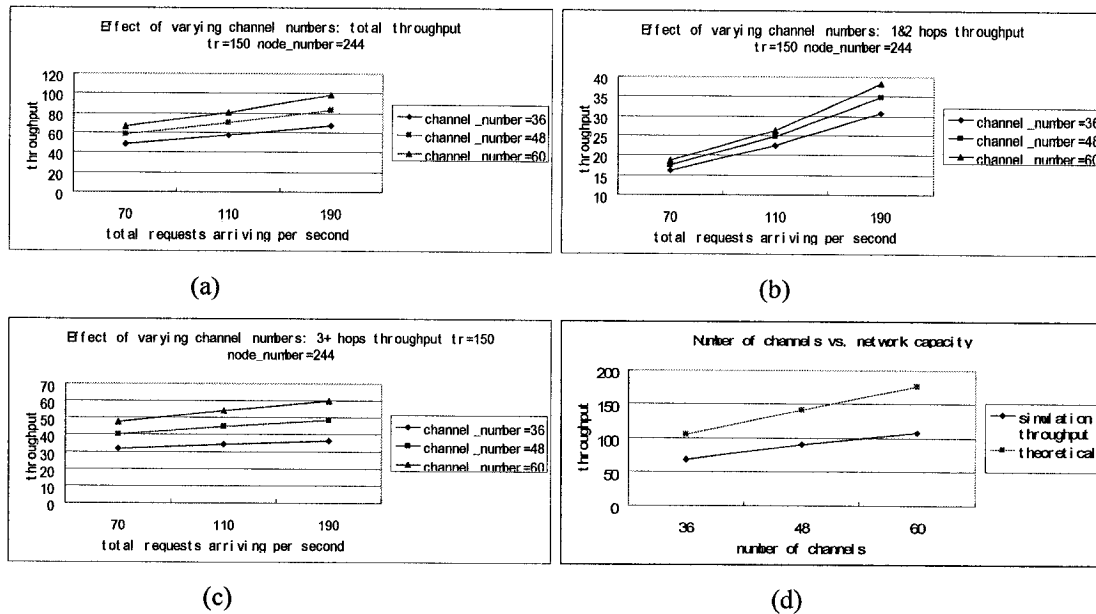 Effect of varying channel numbers: total throughput
tr=150 node_number=244
120
100
80
60
40
20
0
throughput
70 110 190
total requests arriving per second
channel_number=36
channel_number=48
channel_number=60
(a)
Effect of varying channel numbers: 1&2 hops throughput
tr=150 node_number=244
40
35
30
25
20
15
10
throughput
70 110 190
total requests arriving per second
channel_number=36
channel_number=48
channel_number=60
(b)
Effect of varying channel numbers: 3+ hops throughput tr=150
node_number=244
70
60
50
40
30
20
10
0
throughput
70 110 190
total requests arriving per second
channel_number=36
channel_number=48
channel_number=60
(c)
Number of channels vs. network capacity
200
150
100
50
0
throughput
36 48 60
number of channels
simulation
throughput
theoretical
(d)